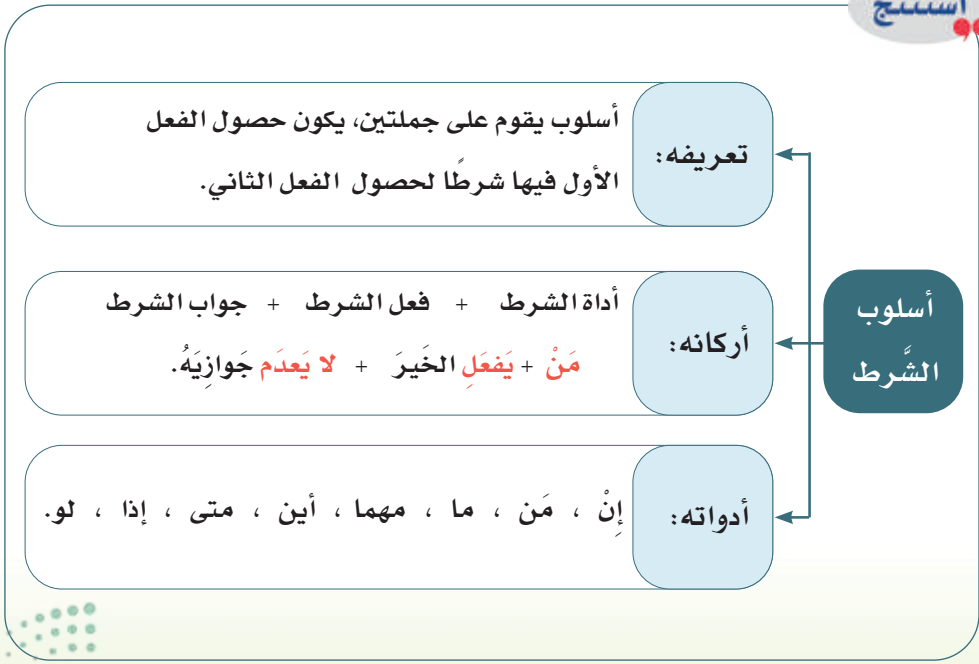 أستنتج
أسلوب
الشَّرط
تعريفه:
أسلوب يقوم على جملتين، يكون حصول الفعل
الأول فيها شرطًا لحصول الفعل الثاني.
أركانه:
أداة الشرط + فعل الشرط + جواب الشرط
مَنْ + يَفعَلِ الخَيرَ + لا يَعدَم جَوازِيَهُ.
أدواته:
إِنْ ، مَن ، ما ، مهما ، أين ، متى ، إذا ، لو.